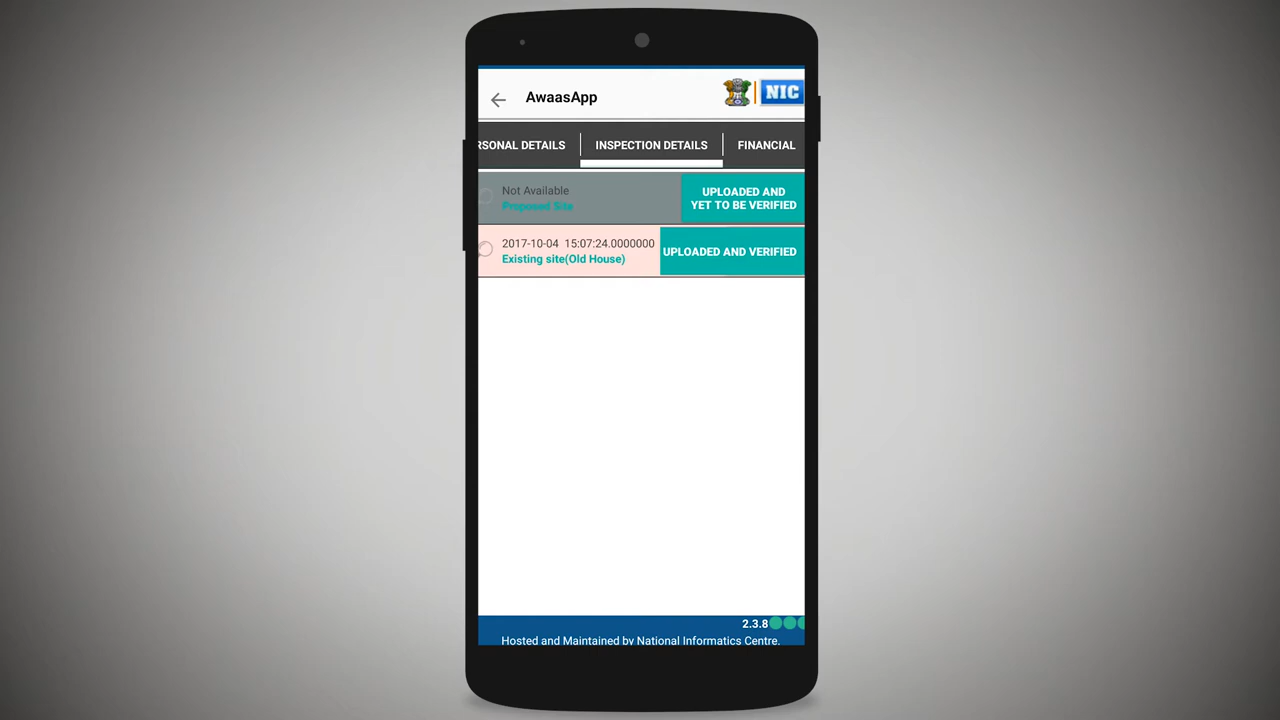 AwaasApp
NIC
RSONAL DETAILS
INSPECTION DETAILS
FINANCIAL
Not Available
Proposed Site
UPLOADED AND
YET TO BE VERIFIED
2017-10-04 15:07:24.0000000
Existing site(Old House)
UPLOADED AND VERIFIED
2.3.8
Hosted and Maintained by National Informatics Centre.